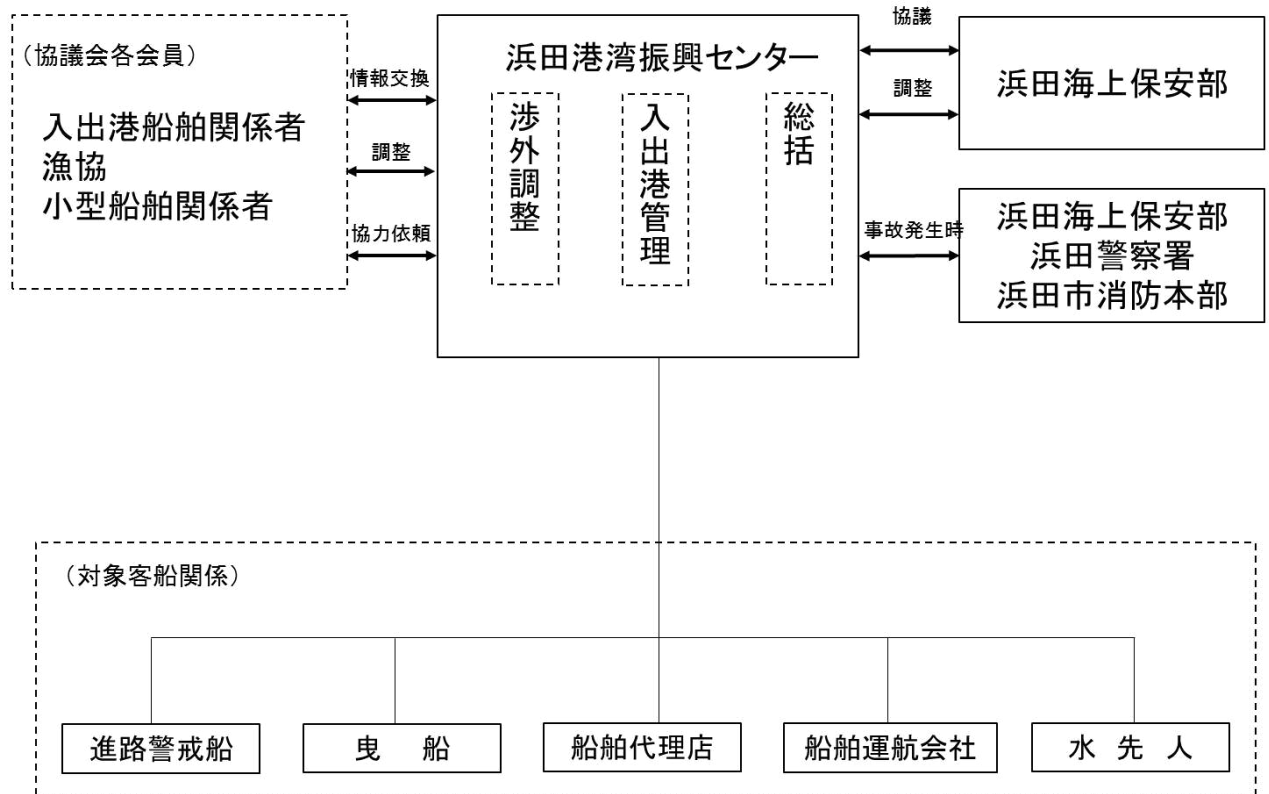 （協議会各会員）
入出港船舶関係者
漁協
小型船舶関係者
情報交換
調整
協力依頼
浜田港湾振興センター
渉外調整
入出港管理
総括
協議
調整
事故発生時
浜田海上保安部
浜田海上保安部
浜田警察署
浜田市消防本部
（対象客船関係）
進路警戒船
曳　船
船舶代理店
船舶運航会社
水　先　人